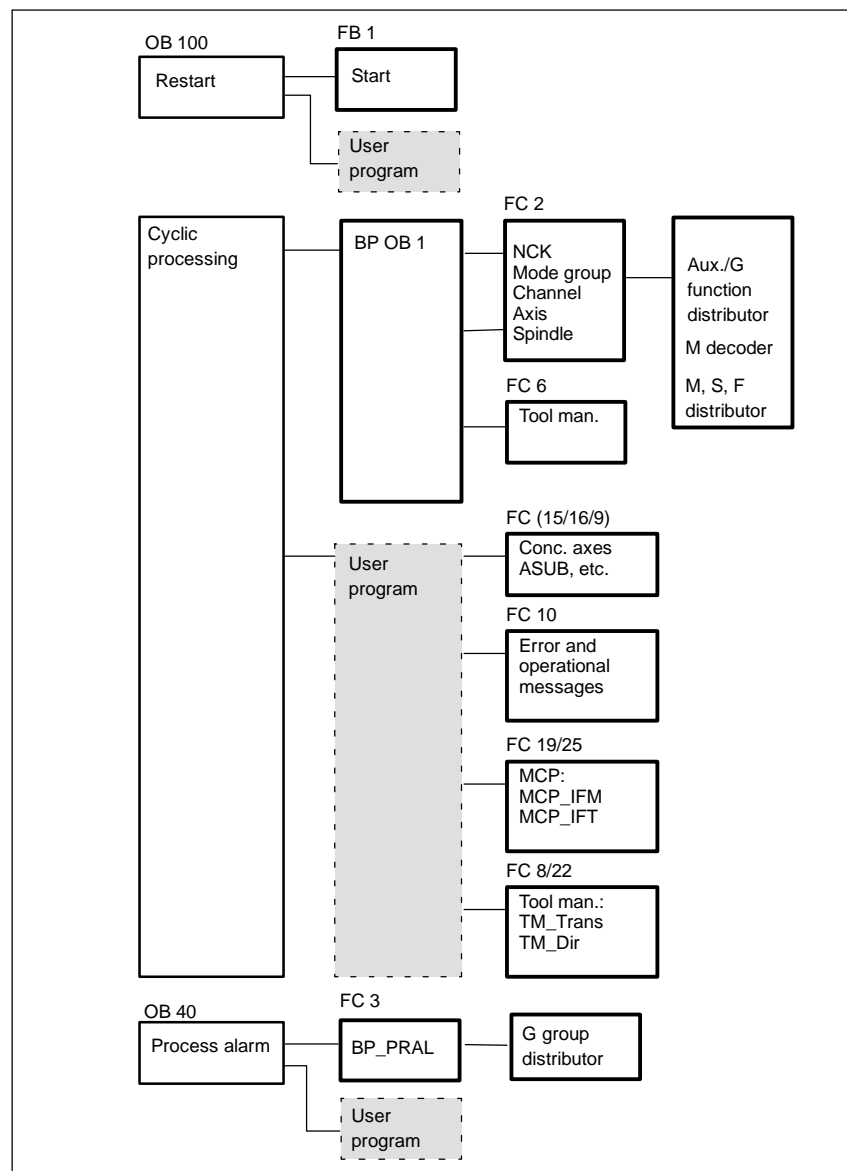 OB 100
Restart
FB 1
Start
User
program
Cyclic
processing
BP OB 1
FC 2
NCK
Mode group
Channel
Axis
Spindle
Aux./G
function
distributor
M decoder
M, S, F
distributor
FC 6
Tool man.
User
program
FC (15/16/9)
Conc. axes
ASUB, etc.
FC 10
Error and
operational
messages
FC 19/25
MCP:
MCP_IFM
MCP_IFT
FC 8/22
Tool man.:
TM_Trans
TM_Dir
OB 40
Process alarm
FC 3
BP_PRAL
G group
distributor
User
program